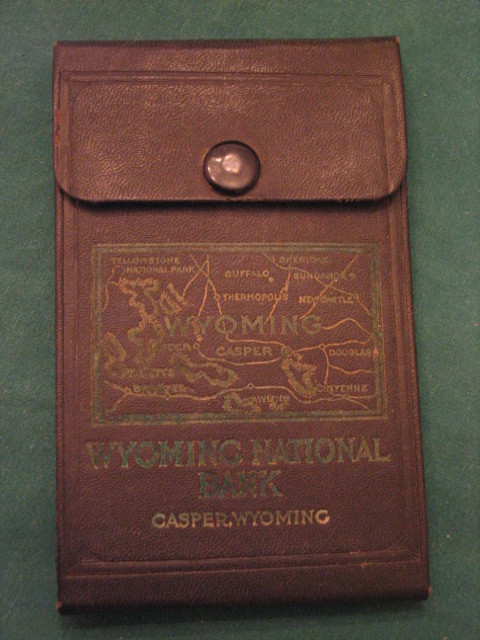 YELLOWSTONE
NATIONAL PARK
SHERIDAN
BUFFALO
SUNDANCE
THERMOPOLIS
NEWCASTLE
WYOMING
CASPER
DOUGLAS
CHEYENNE
WYOMING NATIONAL
BANK
CASPER, WYOMING